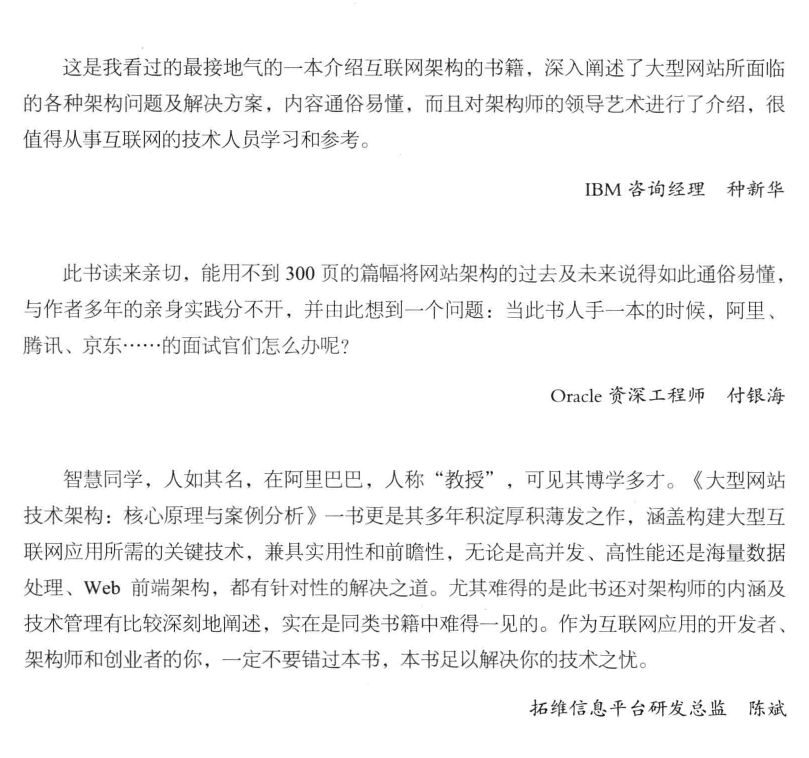 这是我看过的最接地气的一本介绍互联网架构的书籍，深入阐述了大型网站所面临
的各种架构问题及解决方案，内容通俗易懂，而且对架构师的领导艺术进行了介绍，很
值得从事互联网的技术人员学习和参考。
IBM 咨询经理　种新华
此书读来亲切，能用不到 300 页的篇幅将网站架构的过去及未来说得如此通俗易懂，
与作者多年的亲身实践分不开，并由此想到一个问题：当此书人手一本的时候，阿里、
腾讯、京东……的面试官们怎么办呢？
Oracle 资深工程师　付银海
智慧同学，人如其名，在阿里巴巴，人称“教授”，可见其博学多才。《大型网站
技术架构：核心原理与案例分析》一书更是其多年积淀厚积薄发之作，涵盖构建大型互
联网应用所需的关键技术，兼具实用性和前瞻性，无论是高并发、高性能还是海量数据
处理、Web 前端架构，都有针对性的解决之道。尤其难得的是此书还对架构师的内涵及
技术管理有比较深刻地阐述，实在是同类书籍中难得一见的。作为互联网应用的开发者、
架构师和创业者的你，一定不要错过本书，本书足以解决你的技术之忧。
拓维信息平台研发总监　陈斌